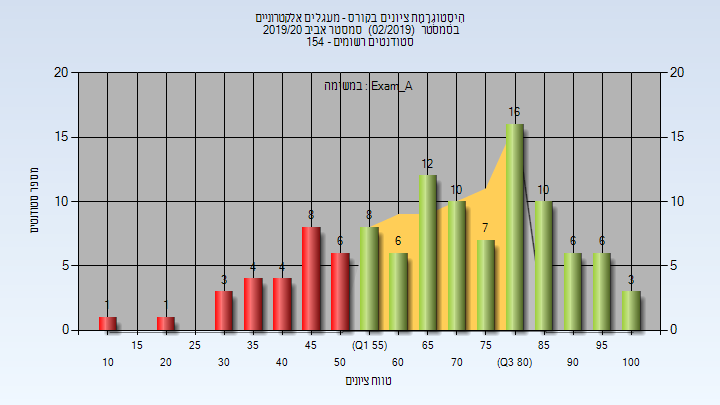 הִיסְטוֹגְרָמַת ציונים בקורס - מעגלים אלקטרוניים
בסמסטר (02/2019) סמסטר אביב 2019/20
סטודנטים רשומים - 154
במשימה : Exam_A
מספר סטודנטים
20 20
15 15
10 10
5 5
0 0
1 1 3 4 4 8 6 8 6 12 10 7 16 10 6 6 3
15 25 35 45 (Q1 55) 65 75 85 95
10 20 30 40 50 60 70 (Q3 80) 90 100
טווח ציונים